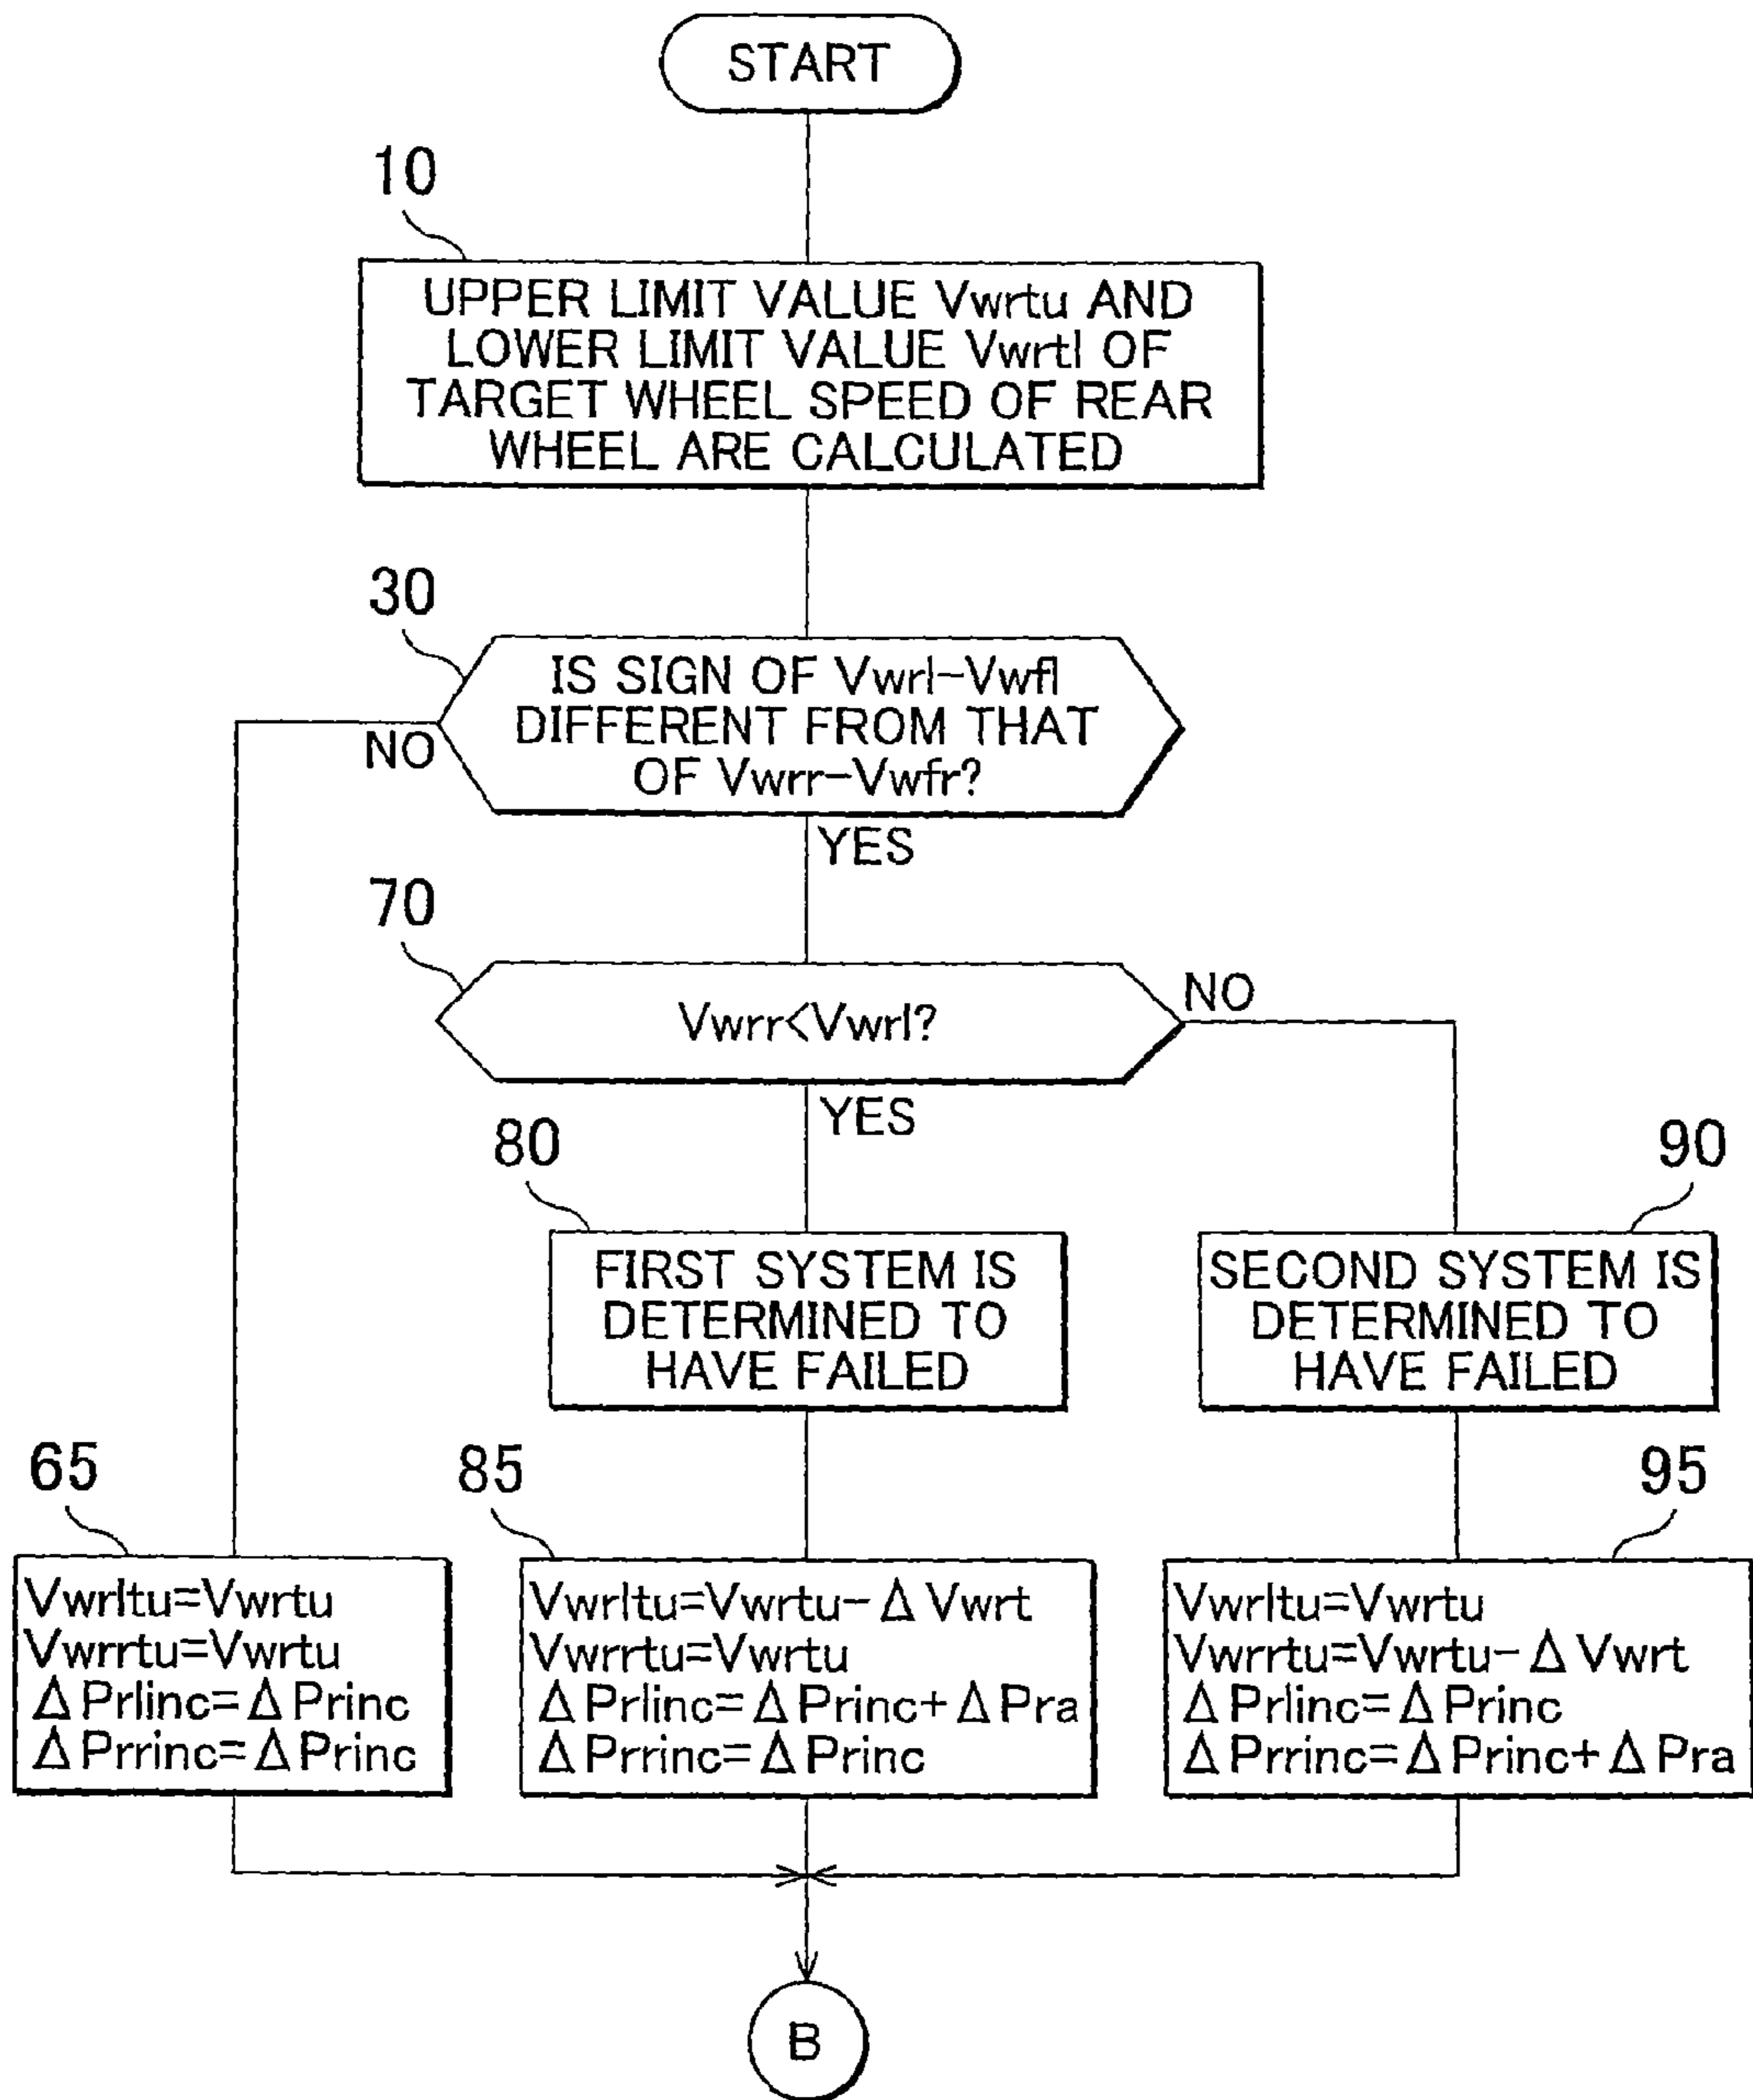 START
10
UPPER LIMIT VALUE Vwrtu AND
LOWER LIMIT VALUE Vwrtl OF
TARGET WHEEL SPEED OF REAR
WHEEL ARE CALCULATED
30
IS SIGN OF Vwrl-Vwfl
DIFFERENT FROM THAT
OF Vwrr-Vwfr?
NO
YES
70
Vwrr<Vwrl?
NO
YES
80
FIRST SYSTEM IS
DETERMINED TO
HAVE FAILED
90
SECOND SYSTEM IS
DETERMINED TO
HAVE FAILED
65
Vwrltu=Vwrtu
Vwrrtu=Vwrtu
ΔPrlinc=ΔPrinc
ΔPrrinc=ΔPrinc
85
Vwrltu=Vwrtu-ΔVwrt
Vwrrtu=Vwrtu
ΔPrlinc=ΔPrinc+ΔPra
ΔPrrinc=ΔPrinc
95
Vwrltu=Vwrtu
Vwrrtu=Vwrtu-ΔVwrt
ΔPrlinc=ΔPrinc
ΔPrrinc=ΔPrinc+ΔPra
B